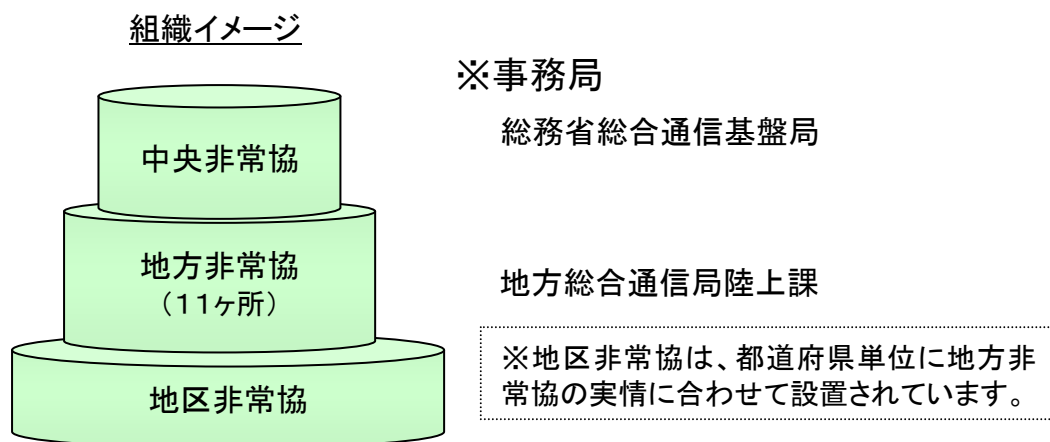 組織イメージ
※事務局
中央非常協
総務省総合通信基盤局
地方非常協
（１１ヶ所）
地方総合通信局陸上課
地区非常協
※地区非常協は、都道府県単位に地方非
常協の実情に合わせて設置されています。